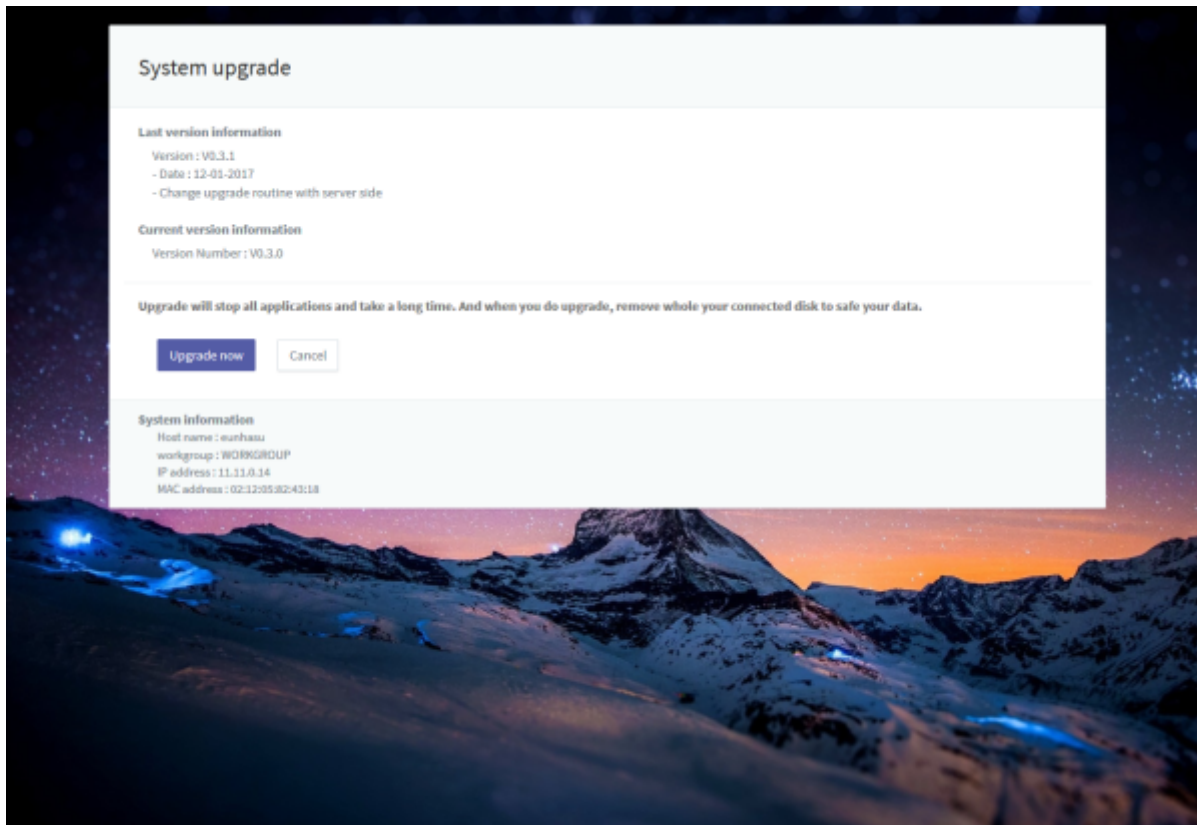 System upgrade
Last version information
Version : V0.3.1
- Date : 12-01-2017
- Change upgrade routine with server side
Current version information
Version Number : V0.3.0
Upgrade will stop all applications and take a long time. And when you do upgrade, remove whole your connected disk to safe your data.
Upgrade now
Cancel
System information
Host name : eunhasu
workgroup : WORKGROUP
IP address : 11.11.0.14
MAC address : 02:12:05:82:43:18